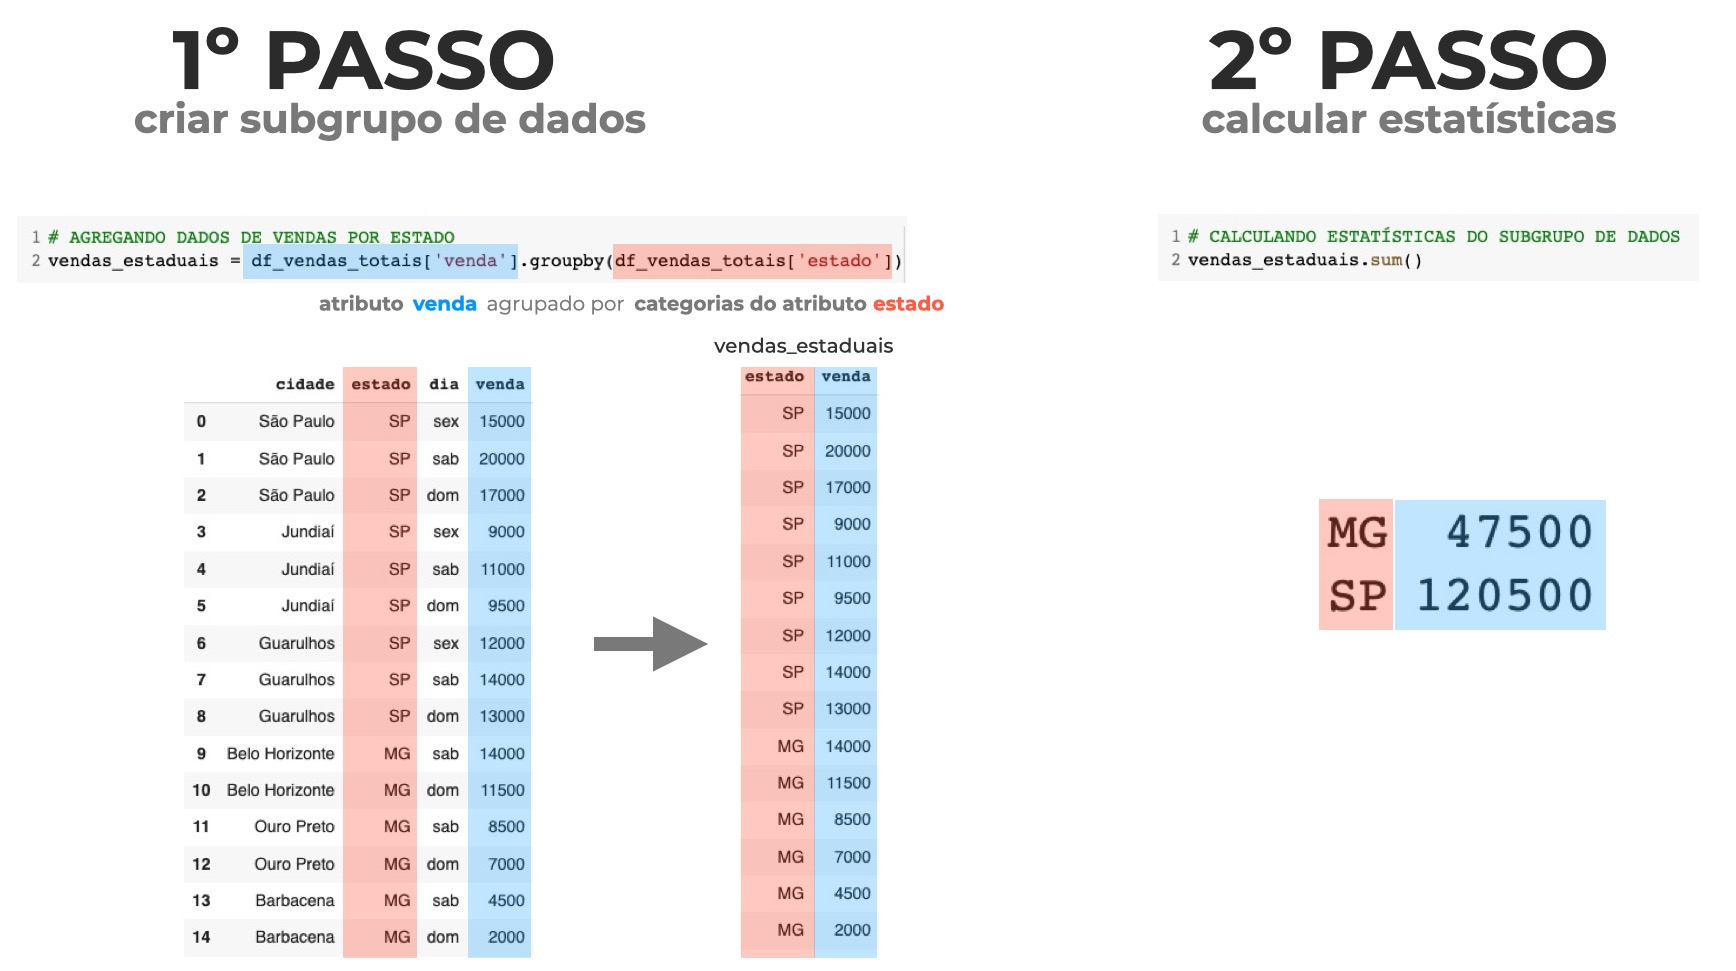 1º PASSO
criar subgrupo de dados
1 # AGREGANDO DADOS DE VENDAS POR ESTADO
2 vendas_estaduais = df_vendas_totais['venda'].groupby(df_vendas_totais['estado'])
atributo venda agrupado por categorias do atributo estado
cidade estado dia venda
0 São Paulo SP sex 15000
1 São Paulo SP sab 20000
2 São Paulo SP dom 17000
3 Jundiaí SP sex 9000
4 Jundiaí SP sab 11000
5 Jundiaí SP dom 9500
6 Guarulhos SP sex 12000
7 Guarulhos SP sab 14000
8 Guarulhos SP dom 13000
9 Belo Horizonte MG sab 14000
10 Belo Horizonte MG dom 11500
11 Ouro Preto MG sab 8500
12 Ouro Preto MG dom 7000
13 Barbacena MG sab 4500
14 Barbacena MG dom 2000
vendas_estaduais
estado venda
SP 15000
SP 20000
SP 17000
SP 9000
SP 11000
SP 9500
SP 12000
SP 14000
SP 13000
MG 14000
MG 11500
MG 8500
MG 7000
MG 4500
MG 2000
2º PASSO
calcular estatísticas
1 # CALCULANDO ESTATÍSTICAS DO SUBGRUPO DE DADOS
2 vendas_estaduais.sum()
MG 47500
SP 120500